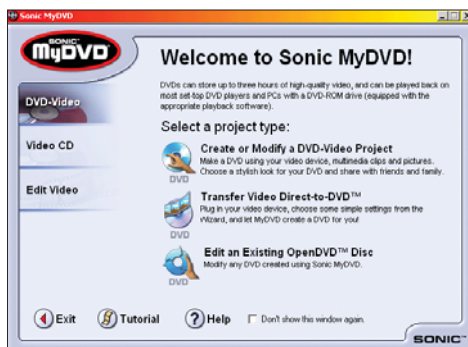 Sonic MyDVD
SONIC™
MyDVD
Welcome to Sonic MyDVD!
DVDs can store up to three hours of high-quality video, and can be played back on
most set-top DVD players and PCs with a DVD-ROM drive (equipped with the
appropriate playback software).
Select a project type:
DVD-Video
Video CD
Edit Video
Create or Modify a DVD-Video Project
Make a DVD using your video device, multimedia clips and pictures.
Choose a stylish look for your DVD and share with friends and family.
DVD
Transfer Video Direct-to-DVD™
Plug in your video device, choose some simple settings from the
Wizard, and let MyDVD create a DVD for you!
DVD
Edit an Existing OpenDVD™ Disc
Modify any DVD created using Sonic MyDVD.
DVD
Exit
Tutorial
? Help
Don't show this window again.
SONIC™